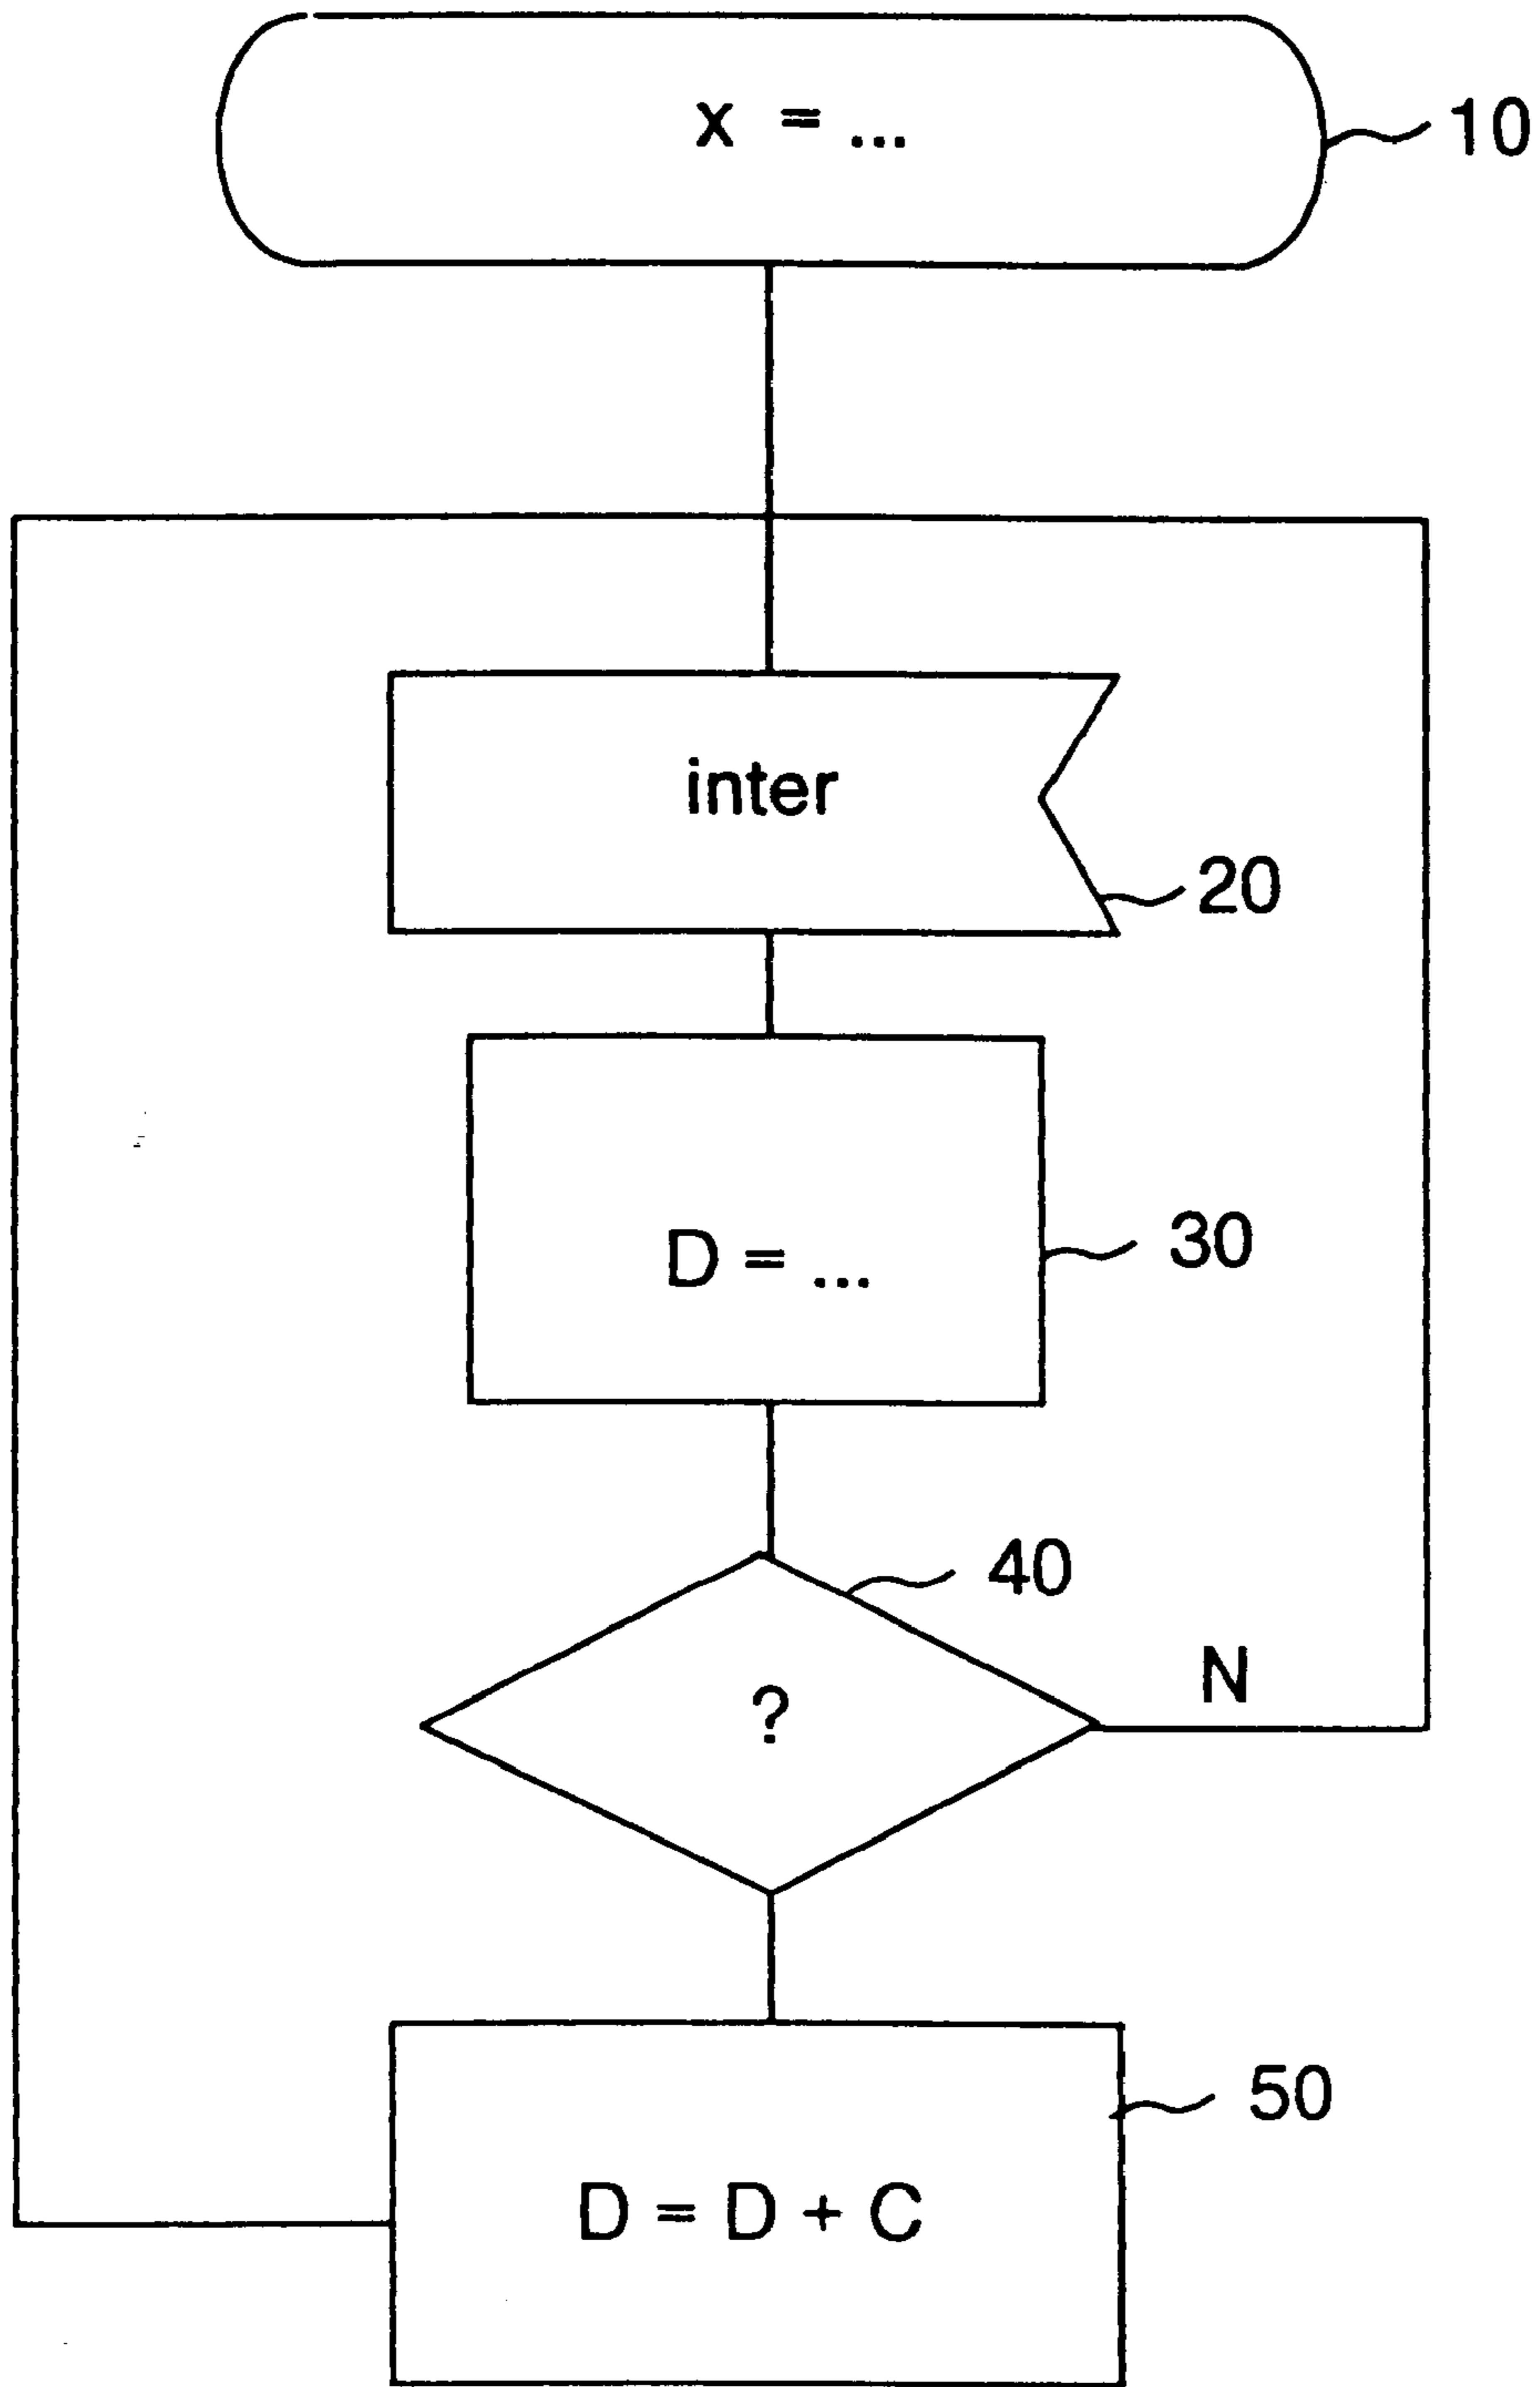 x = ...
10
inter
20
D = ...
30
40
?
N
50
D = D + C